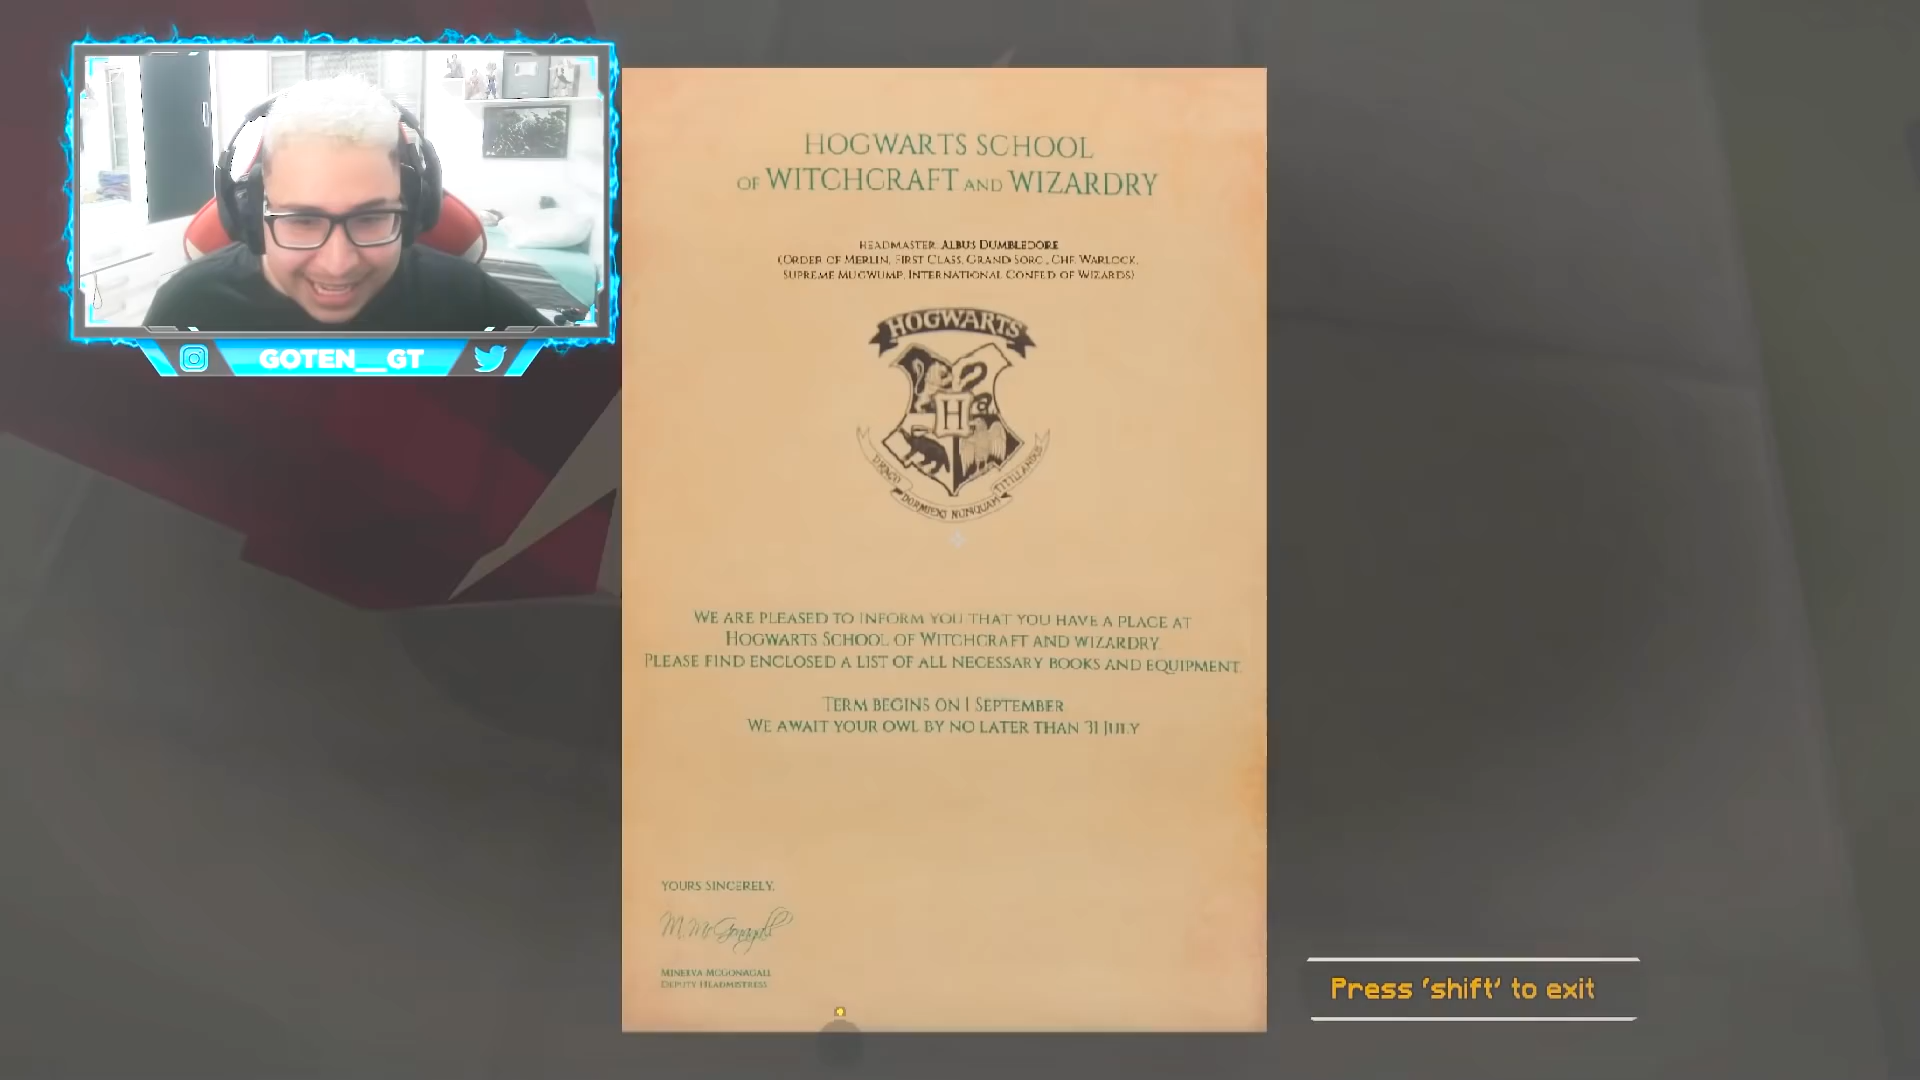 GOTEN__GT
HOGWARTS SCHOOL
OF WITCHCRAFT AND WIZARDRY
HEADMASTER: ALBUS DUMBLEDORE
(ORDER OF MERLIN, FIRST CLASS, GRAND SORC., CHF. WARLOCK,
SUPREME MUGWUMP, INTERNATIONAL CONFED. OF WIZARDS)
HOGWARTS
H
DRACO DORMIENS NUNQUAM TITILLANDUS
WE ARE PLEASED TO INFORM YOU THAT YOU HAVE A PLACE AT
HOGWARTS SCHOOL OF WITCHCRAFT AND WIZARDRY.
PLEASE FIND ENCLOSED A LIST OF ALL NECESSARY BOOKS AND EQUIPMENT.
TERM BEGINS ON 1 SEPTEMBER
WE AWAIT YOUR OWL BY NO LATER THAN 31 JULY
YOURS SINCERELY,
M. McGonagall
MINERVA MCGONAGALL
DEPUTY HEADMISTRESS
Press 'shift' to exit